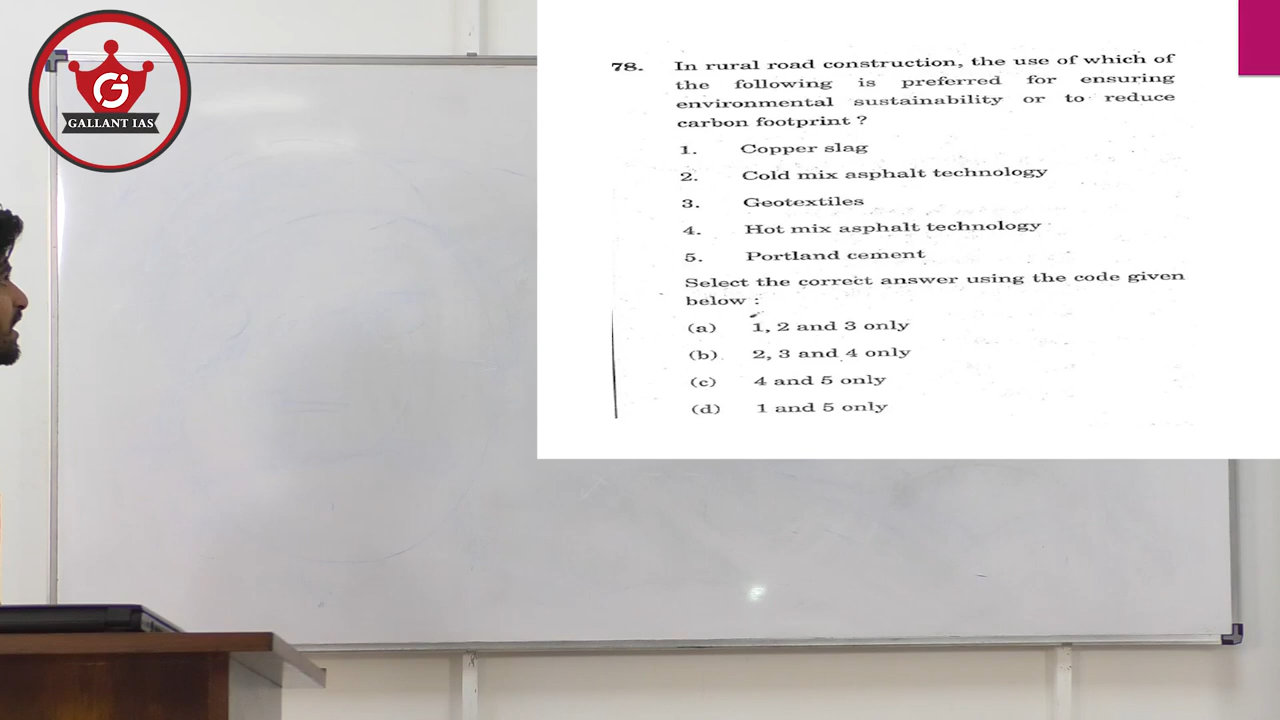 GALLANT IAS
78. In rural road construction, the use of which of
the following is preferred for ensuring
environmental sustainability or to reduce
carbon footprint ?
1. Copper slag
2. Cold mix asphalt technology
3. Geotextiles
4. Hot mix asphalt technology
5. Portland cement
Select the correct answer using the code given
below :
(a) 1, 2 and 3 only
(b) 2, 3 and 4 only
(c) 4 and 5 only
(d) 1 and 5 only